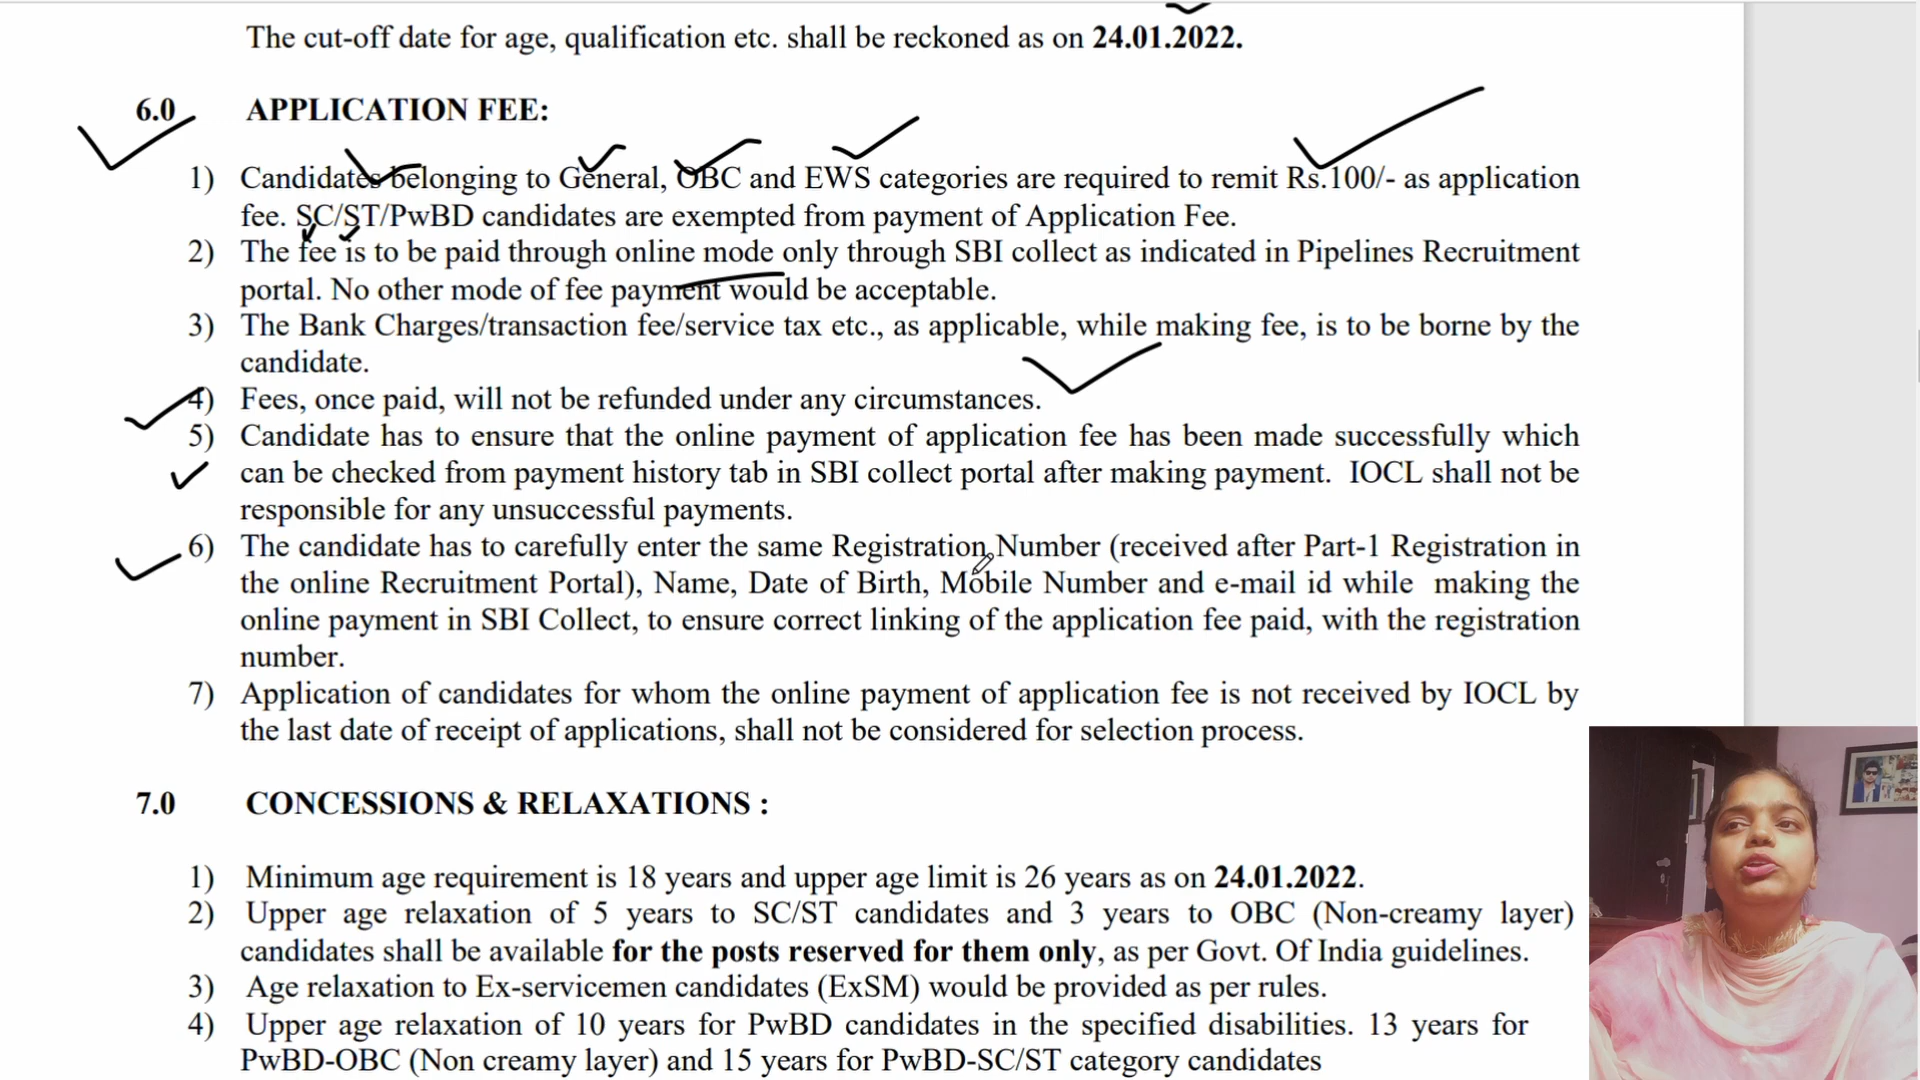 The cut-off date for age, qualification etc. shall be reckoned as on 24.01.2022.
6.0 APPLICATION FEE:
1) Candidates belonging to General, OBC and EWS categories are required to remit Rs.100/- as application
fee. SC/ST/PwBD candidates are exempted from payment of Application Fee.
2) The fee is to be paid through online mode only through SBI collect as indicated in Pipelines Recruitment
portal. No other mode of fee payment would be acceptable.
3) The Bank Charges/transaction fee/service tax etc., as applicable, while making fee, is to be borne by the
candidate.
4) Fees, once paid, will not be refunded under any circumstances.
5) Candidate has to ensure that the online payment of application fee has been made successfully which
can be checked from payment history tab in SBI collect portal after making payment. IOCL shall not be
responsible for any unsuccessful payments.
6) The candidate has to carefully enter the same Registration Number (received after Part-1 Registration in
the online Recruitment Portal), Name, Date of Birth, Mobile Number and e-mail id while making the
online payment in SBI Collect, to ensure correct linking of the application fee paid, with the registration
number.
7) Application of candidates for whom the online payment of application fee is not received by IOCL by
the last date of receipt of applications, shall not be considered for selection process.
7.0 CONCESSIONS & RELAXATIONS :
1) Minimum age requirement is 18 years and upper age limit is 26 years as on 24.01.2022.
2) Upper age relaxation of 5 years to SC/ST candidates and 3 years to OBC (Non-creamy layer)
candidates shall be available for the posts reserved for them only, as per Govt. Of India guidelines.
3) Age relaxation to Ex-servicemen candidates (ExSM) would be provided as per rules.
4) Upper age relaxation of 10 years for PwBD candidates in the specified disabilities. 13 years for
PwBD-OBC (Non creamy layer) and 15 years for PwBD-SC/ST category candidates